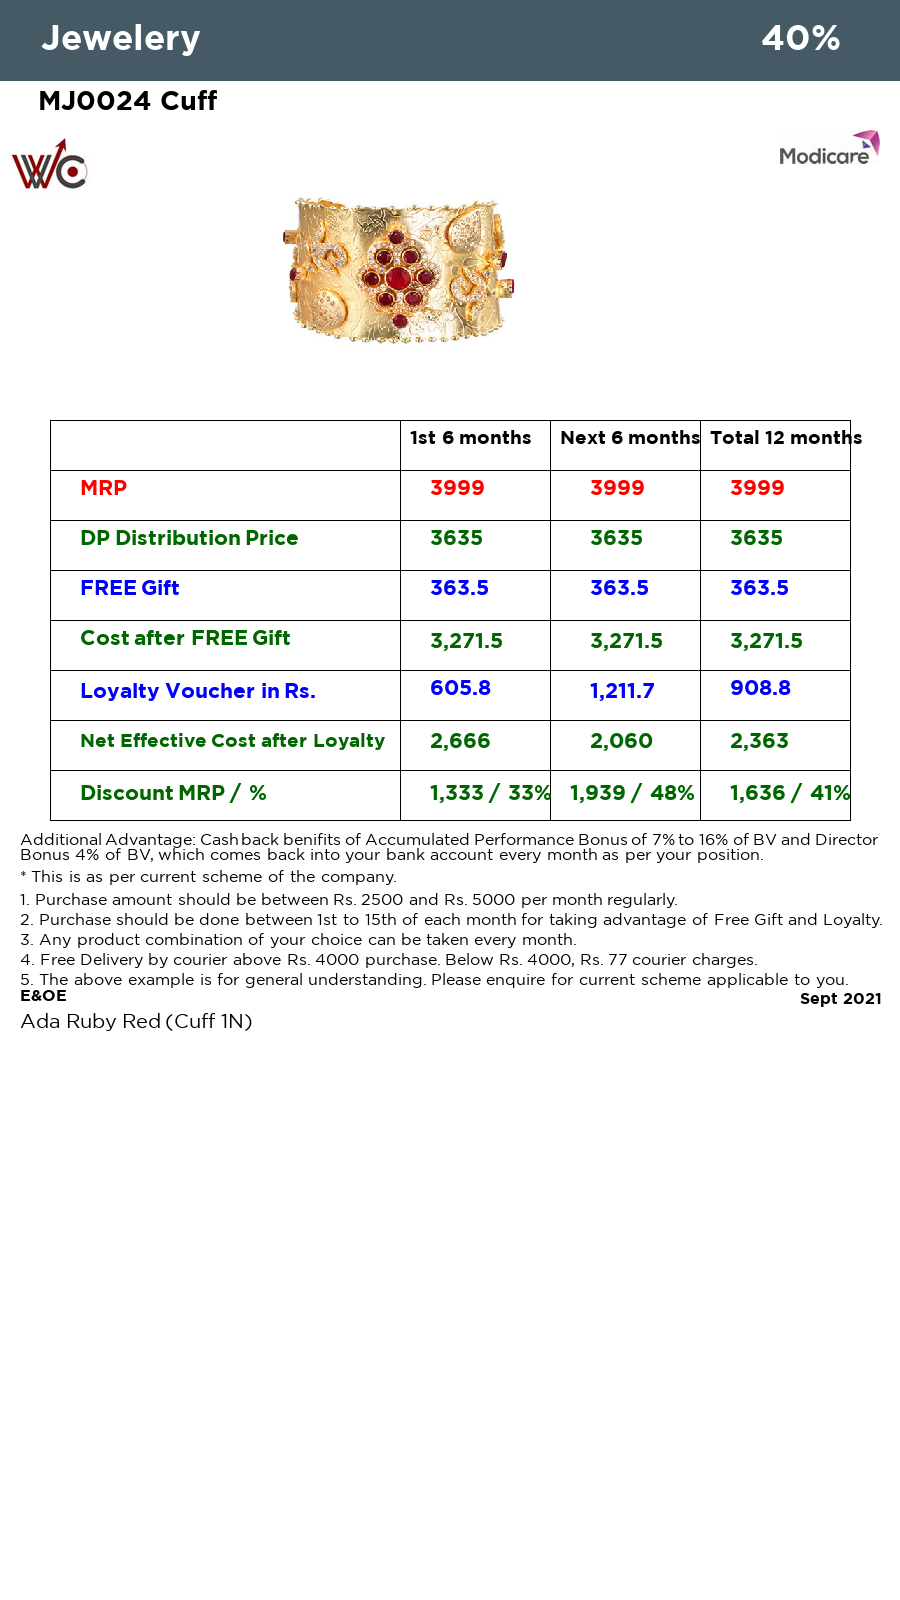 Jewelery 40%
MJ0024 Cuff
WC
Modicare
1st 6 months Next 6 months Total 12 months
MRP 3999 3999 3999
DP Distribution Price 3635 3635 3635
FREE Gift 363.5 363.5 363.5
Cost after FREE Gift 3,271.5 3,271.5 3,271.5
Loyalty Voucher in Rs. 605.8 1,211.7 908.8
Net Effective Cost after Loyalty 2,666 2,060 2,363
Discount MRP / % 1,333 / 33% 1,939 / 48% 1,636 / 41%
Additional Advantage: Cashback benifits of Accumulated Performance Bonus of 7% to 16% of BV and Director
Bonus 4% of BV, which comes back into your bank account every month as per your position.
* This is as per current scheme of the company.
1. Purchase amount should be between Rs. 2500 and Rs. 5000 per month regularly.
2. Purchase should be done between 1st to 15th of each month for taking advantage of Free Gift and Loyalty.
3. Any product combination of your choice can be taken every month.
4. Free Delivery by courier above Rs. 4000 purchase. Below Rs. 4000, Rs. 77 courier charges.
5. The above example is for general understanding. Please enquire for current scheme applicable to you.
E&OE Sept 2021
Ada Ruby Red (Cuff 1N)